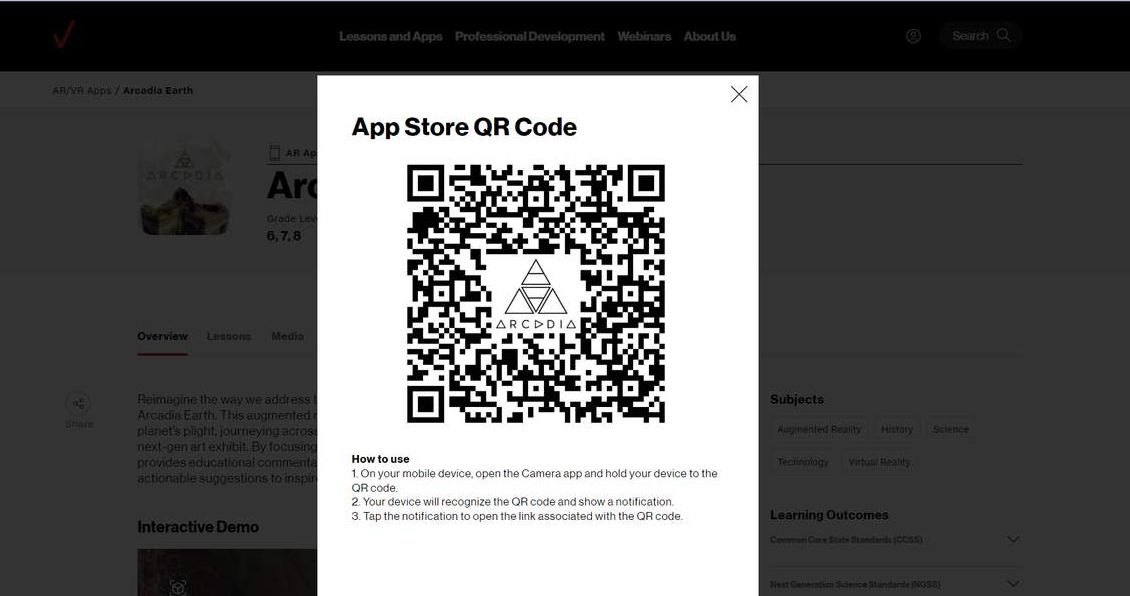 Lessons and Apps Professional Development Webinars About Us Search
AR/VR Apps / Arcadia Earth
App Store QR Code
ARCADIA
AR Ap
Arc
Grade Lev
6, 7, 8
ARCADIA
Overview Lessons Media
Share
Reimagine the way we address t
Arcadia Earth. This augmented r
planet's plight, journeying across
next-gen art exhibit. By focusing
provides educational commenta
actionable suggestions to inspir
Interactive Demo
How to use
1. On your mobile device, open the Camera app and hold your device to the
QR code.
2. Your device will recognize the QR code and show a notification.
3. Tap the notification to open the link associated with the QR code.
Subjects
Augmented Reality History Science
Technology Virtual Reality
Learning Outcomes
Common Core State Standards (CCSS)
Next Generation Science Standards (NGSS)